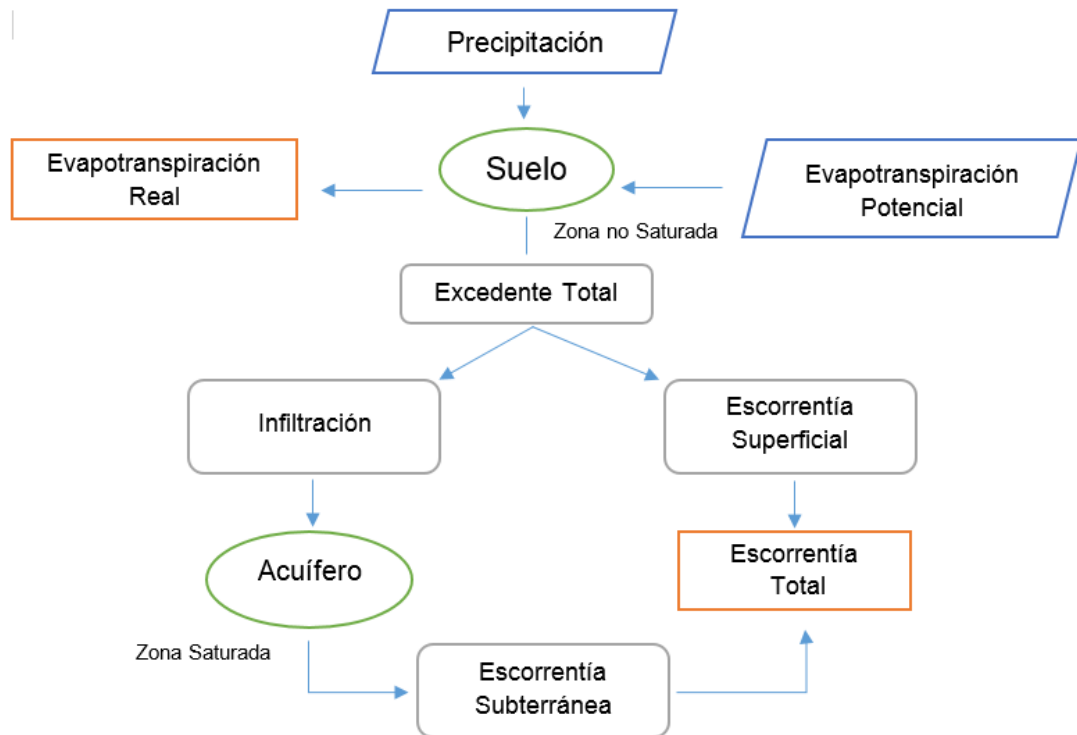 Precipitación
Evapotranspiración
Real
Suelo
Evapotranspiración
Potencial
Zona no Saturada
Excedente Total
Infiltración
Escorrentía
Superficial
Acuífero
Escorrentía
Total
Zona Saturada
Escorrentía
Subterránea